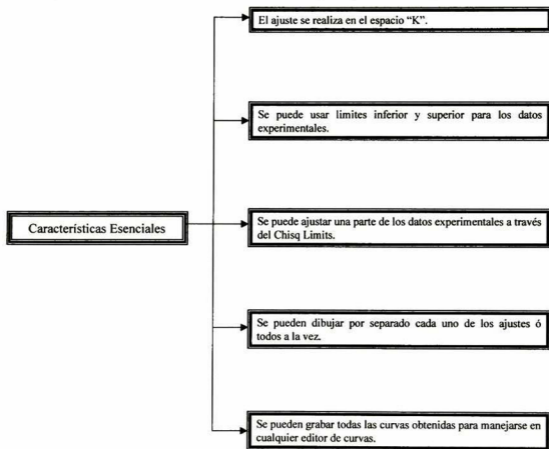 El ajuste se realiza en el espacio “K”.
Se puede usar limites inferior y superior para los datos
experimentales.
Características Esenciales
Se puede ajustar una parte de los datos experimentales a través
del Chisq Limits.
Se pueden dibujar por separado cada uno de los ajustes ó
todos a la vez.
Se pueden grabar todas las curvas obtenidas para manejarse en
cualquier editor de curvas.